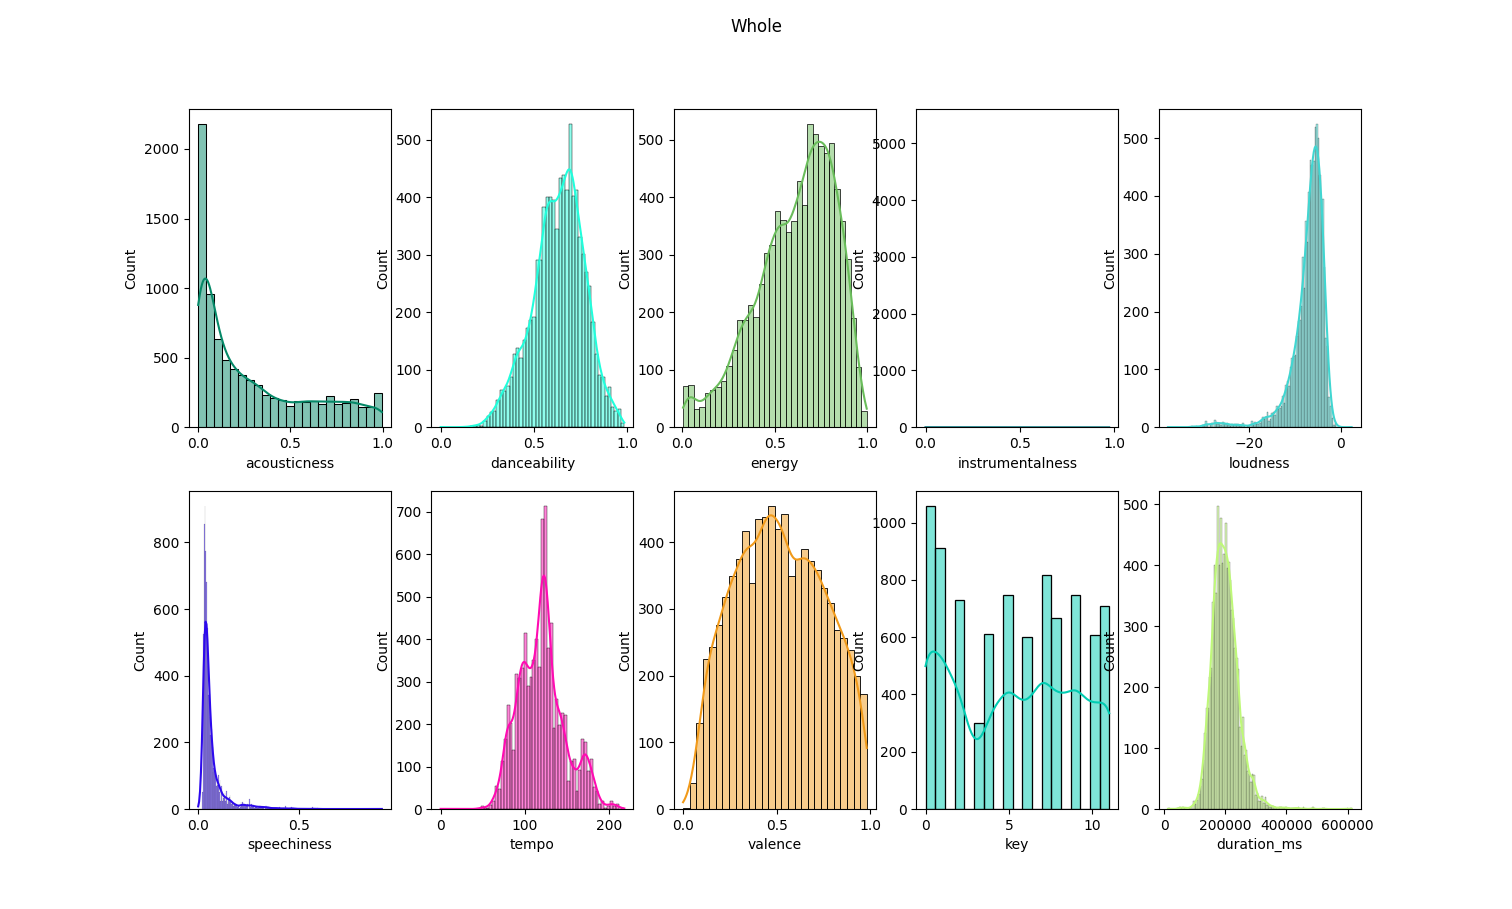 Whole
Count
0
500
1000
1500
2000
0.0 0.5 1.0
acousticness
Count
0
100
200
300
400
500
0.0 0.5 1.0
danceability
Count
0
100
200
300
400
500
0.0 0.5 1.0
energy
Count
0
1000
2000
3000
4000
5000
0.0 0.5 1.0
instrumentalness
Count
0
100
200
300
400
500
−20 0
loudness
Count
0
200
400
600
800
0.0 0.5
speechiness
Count
0
100
200
300
400
500
600
700
0 100 200
tempo
Count
0
100
200
300
400
0.0 0.5 1.0
valence
Count
0
200
400
600
800
1000
0 5 10
key
Count
0
100
200
300
400
500
0 200000 400000 600000
duration_ms